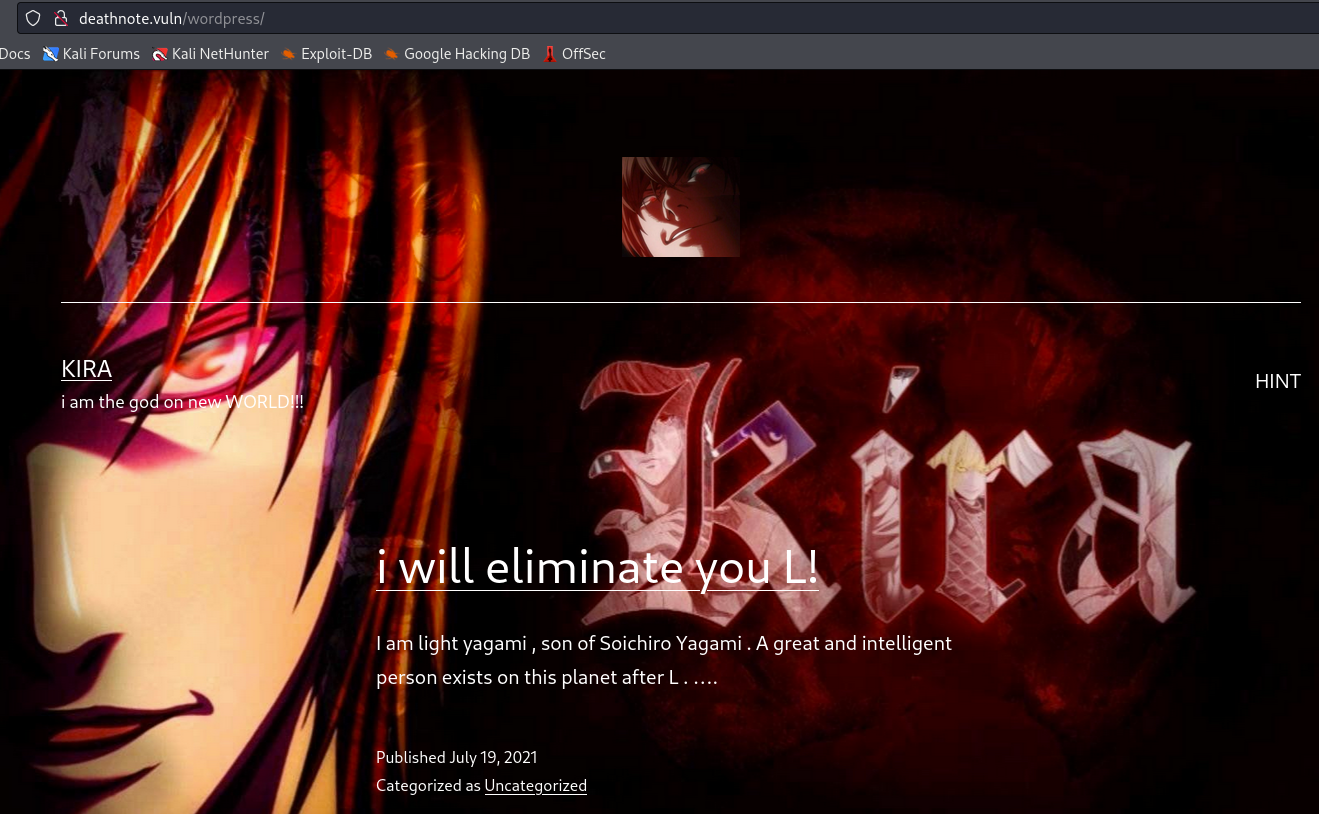 deathnote.vuln/wordpress/
Docs Kali Forums Kali NetHunter Exploit-DB Google Hacking DB OffSec
KIRA
i am the god on new WORLD!!!
HINT
Kira
i will eliminate you L!
I am light yagami , son of Soichiro Yagami . A great and intelligent
person exists on this planet after L . ….
Published July 19, 2021
Categorized as Uncategorized